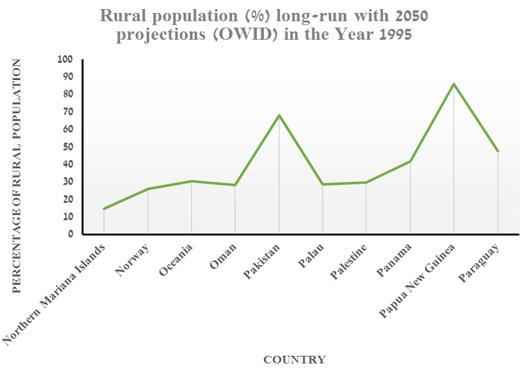 Rural population (%) long-run with 2050
projections (OWID) in the Year 1995
PERCENTAGE OF RURAL POPULATION
100
90
80
70
60
50
40
30
20
10
0
Northern Mariana Islands
Norway
Oceania
Oman
Pakistan
Palau
Palestine
Panama
Papua New Guinea
Paraguay
COUNTRY